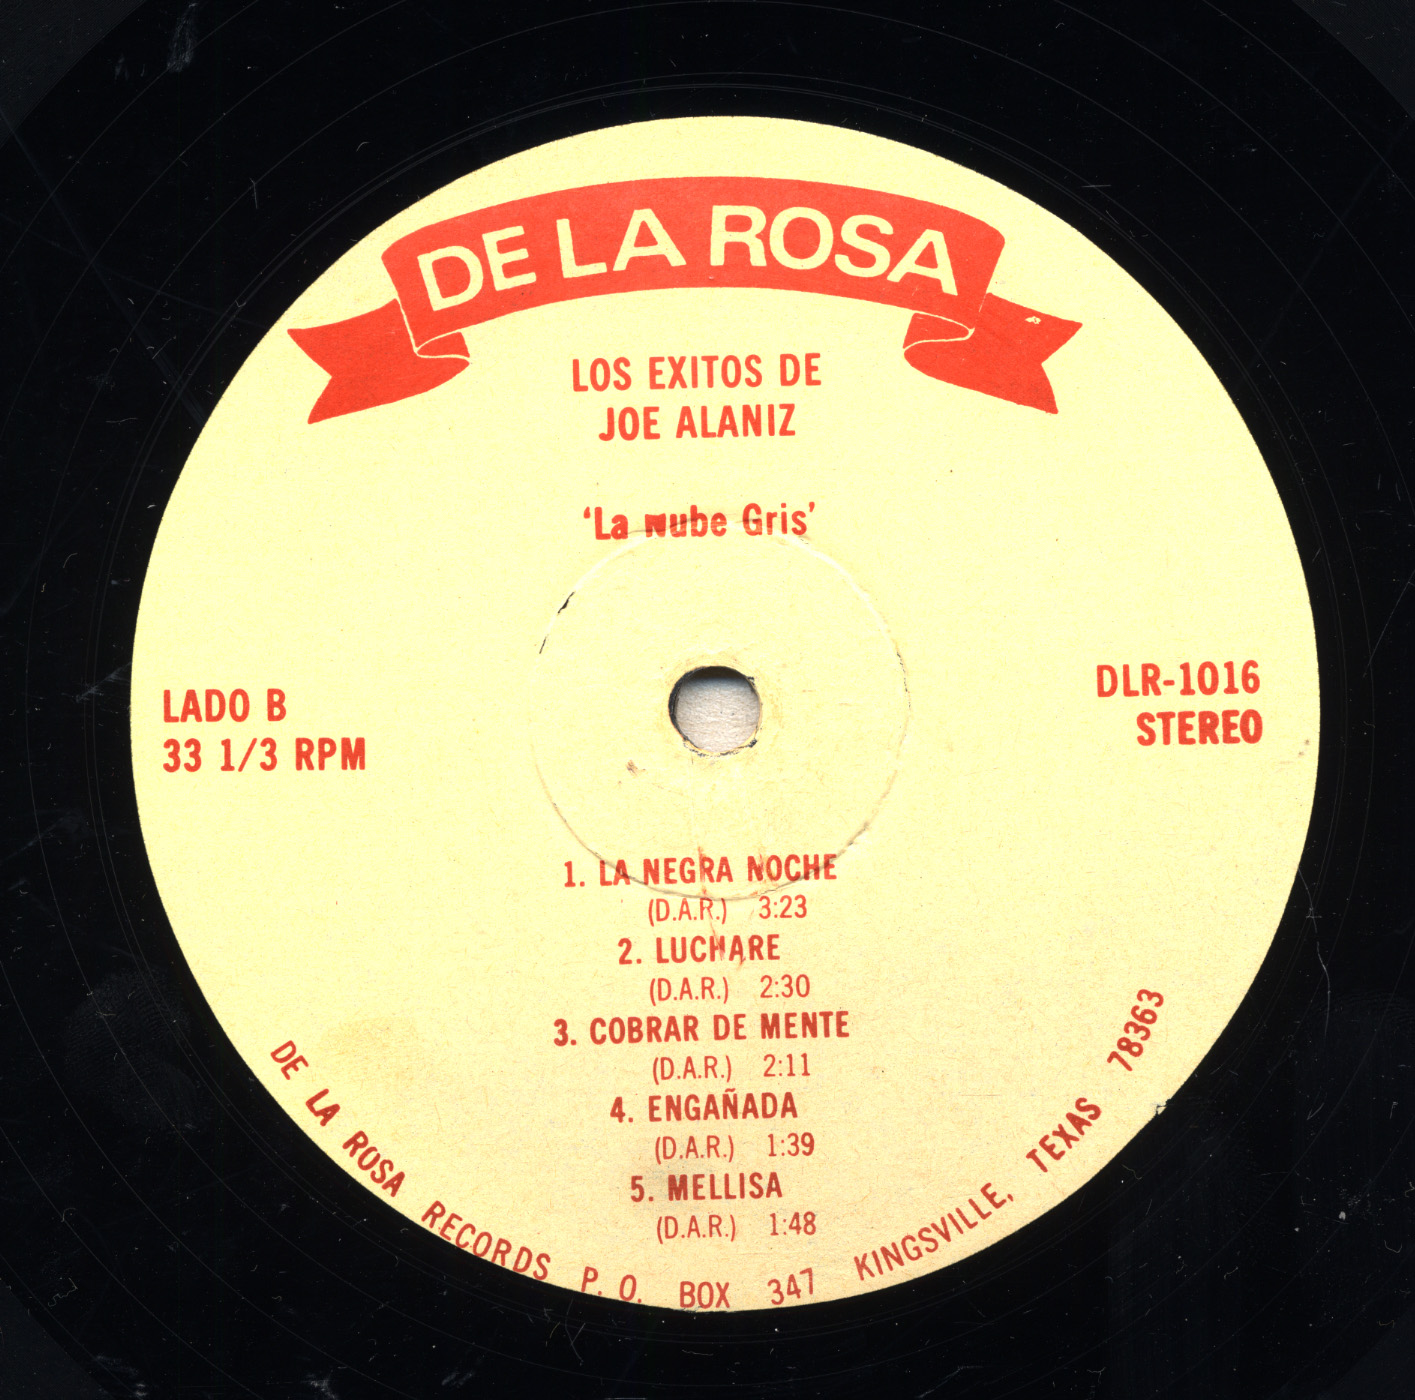 DE LA ROSA
LOS EXITOS DE
JOE ALANIZ
‘La Nube Gris’
LADO B
33 1/3 RPM
DLR-1016
STEREO
1. LA NEGRA NOCHE
(D.A.R.) 3:23
2. LUCHARE
(D.A.R.) 2:30
3. COBRAR DE MENTE
(D.A.R.) 2:11
4. ENGAÑADA
(D.A.R.) 1:39
5. MELLISA
(D.A.R.) 1:48
DE LA ROSA RECORDS P. O. BOX 347 KINGSVILLE, TEXAS 78363